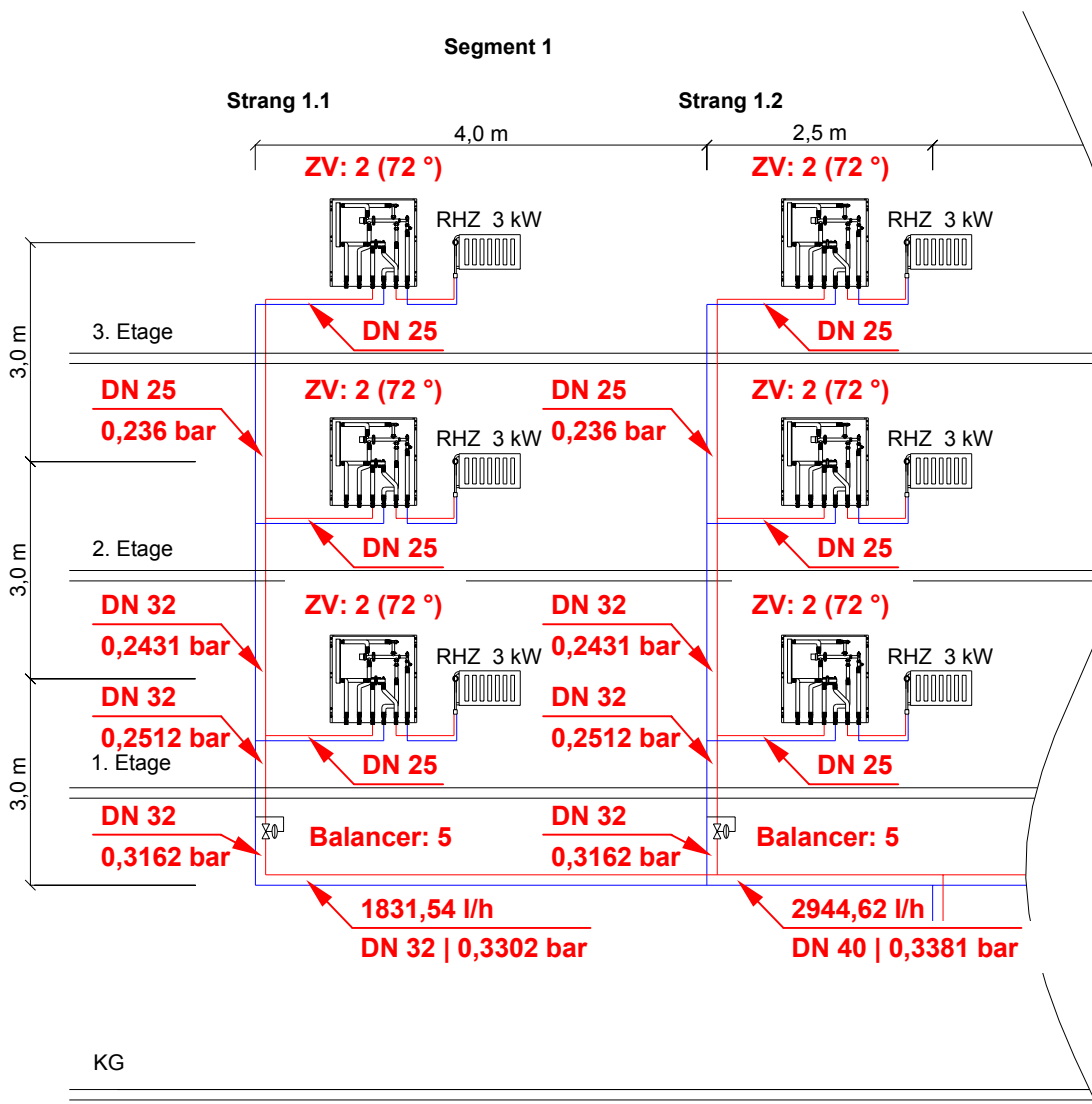 Segment 1
Strang 1.1
Strang 1.2
4,0 m
2,5 m
ZV: 2 (72 °)
ZV: 2 (72 °)
RHZ 3 kW
RHZ 3 kW
3,0 m
3. Etage
DN 25
DN 25
DN 25
0,236 bar
ZV: 2 (72 °)
DN 25
0,236 bar
ZV: 2 (72 °)
RHZ 3 kW
RHZ 3 kW
3,0 m
2. Etage
DN 25
DN 25
DN 32
0,2431 bar
ZV: 2 (72 °)
DN 32
0,2431 bar
ZV: 2 (72 °)
RHZ 3 kW
RHZ 3 kW
DN 32
0,2512 bar
DN 32
0,2512 bar
3,0 m
1. Etage
DN 25
DN 25
DN 32
0,3162 bar
Balancer: 5
DN 32
0,3162 bar
Balancer: 5
1831,54 l/h
DN 32 | 0,3302 bar
2944,62 l/h
DN 40 | 0,3381 bar
KG